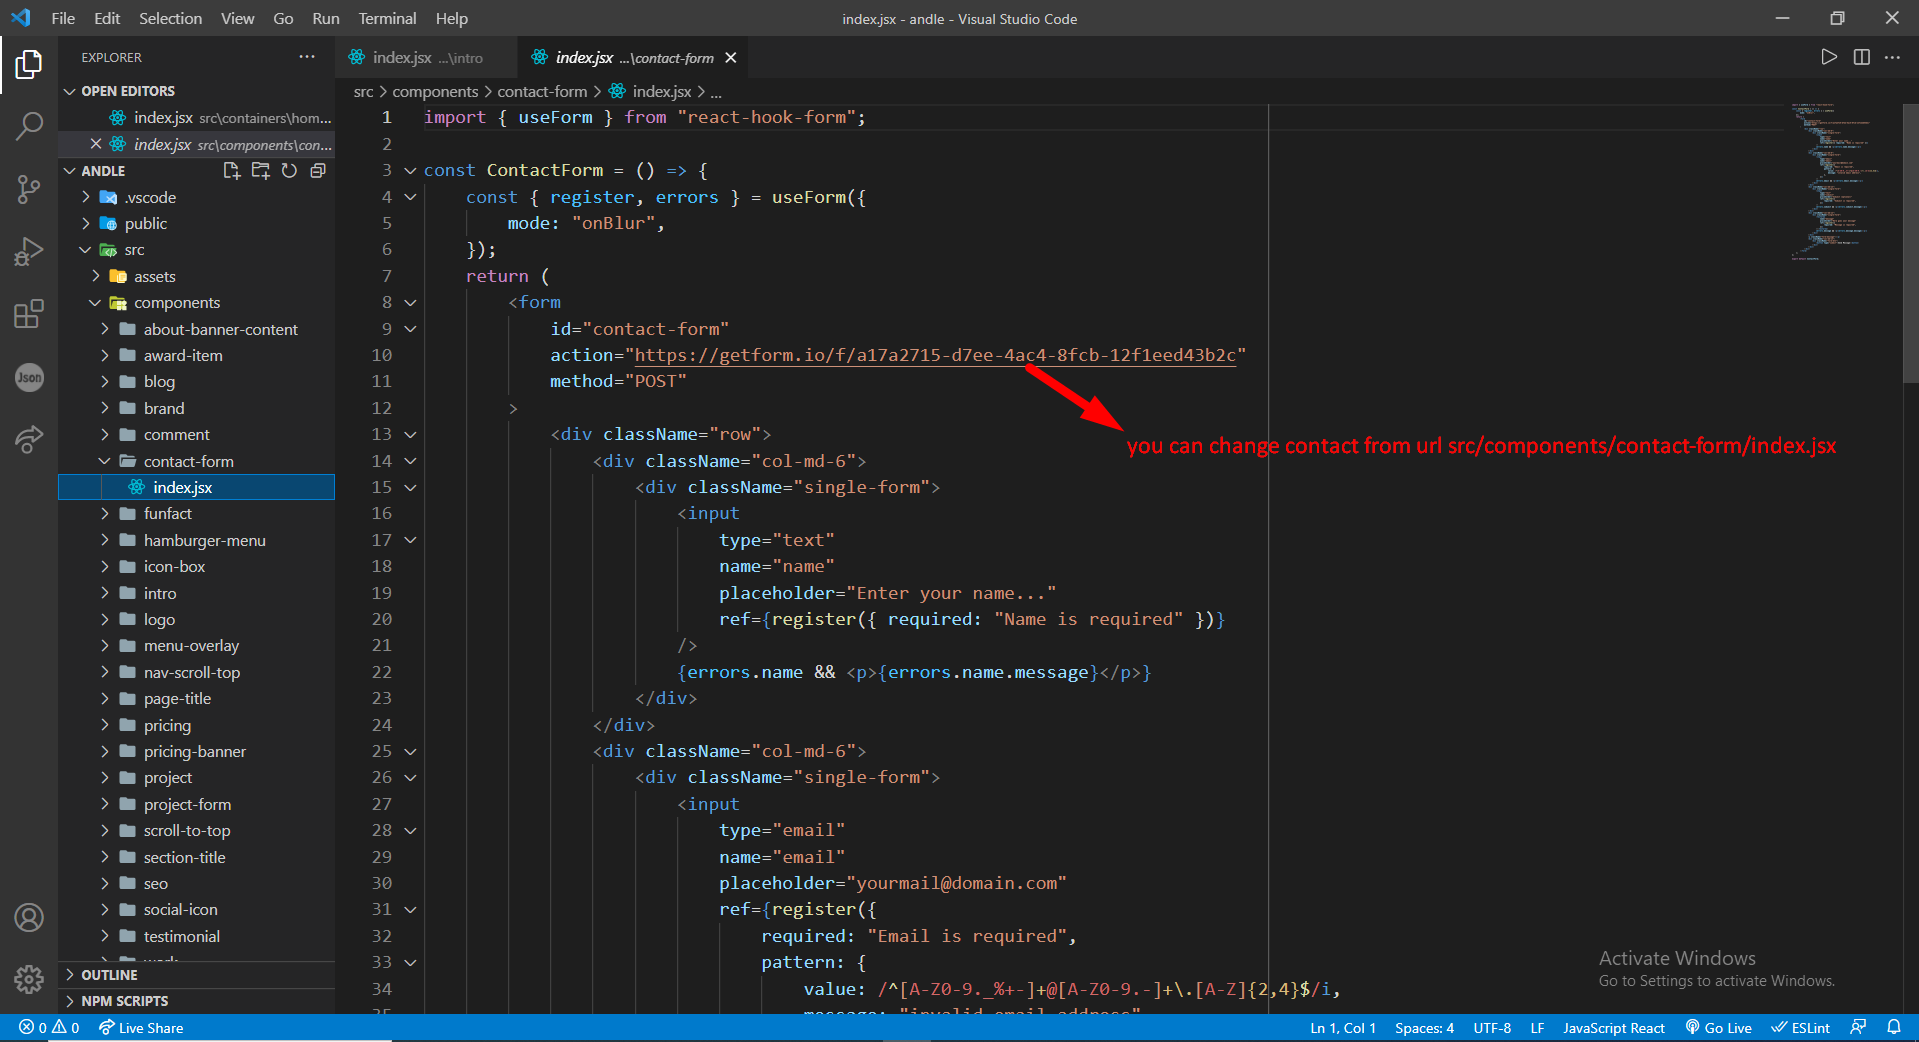 File Edit Selection View Go Run Terminal Help
index.jsx - andle - Visual Studio Code
EXPLORER
OPEN EDITORS
index.jsx src\containers\hom...
index.jsx src\components\con...
ANDLE
.vscode
public
src
assets
components
about-banner-content
award-item
blog
brand
comment
contact-form
index.jsx
funfact
hamburger-menu
icon-box
intro
logo
menu-overlay
nav-scroll-top
page-title
pricing
pricing-banner
project
project-form
scroll-to-top
section-title
seo
social-icon
testimonial
OUTLINE
NPM SCRIPTS
Json
index.jsx ...\intro
index.jsx ...\contact-form
src > components > contact-form > index.jsx > ...
1 import { useForm } from "react-hook-form";
2
3 const ContactForm = () => {
4 const { register, errors } = useForm({
5 mode: "onBlur",
6 });
7 return (
8 <form
9 id="contact-form"
10 action="https://getform.io/f/a17a2715-d7ee-4ac4-8fcb-12f1eed43b2c"
11 method="POST"
12 >
13 <div className="row">
you can change contact from url src/components/contact-form/index.jsx
14 <div className="col-md-6">
15 <div className="single-form">
16 <input
17 type="text"
18 name="name"
19 placeholder="Enter your name..."
20 ref={register({ required: "Name is required" })}
21 />
22 {errors.name && <p>{errors.name.message}</p>}
23 </div>
24 </div>
25 <div className="col-md-6">
26 <div className="single-form">
27 <input
28 type="email"
29 name="email"
30 placeholder="yourmail@domain.com"
31 ref={register({
32 required: "Email is required",
33 pattern: {
34 value: /^[A-Z0-9._%+-]+@[A-Z0-9.-]+\.[A-Z]{2,4}$/i,
35 message: "invalid email address"
Activate Windows
Go to Settings to activate Windows.
0 0 Live Share
Ln 1, Col 1 Spaces: 4 UTF-8 LF JavaScript React Go Live ESLint